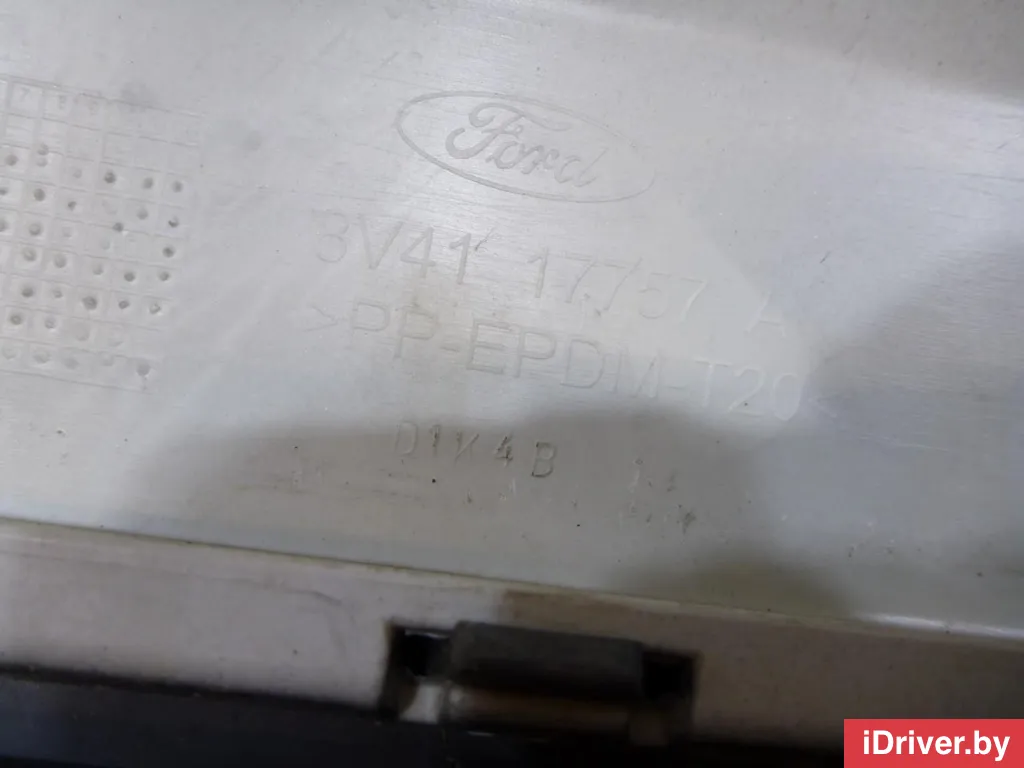 Ford
3V41 17757 A
>PP-EPDM-T20<
D1K4B
iDriver.by